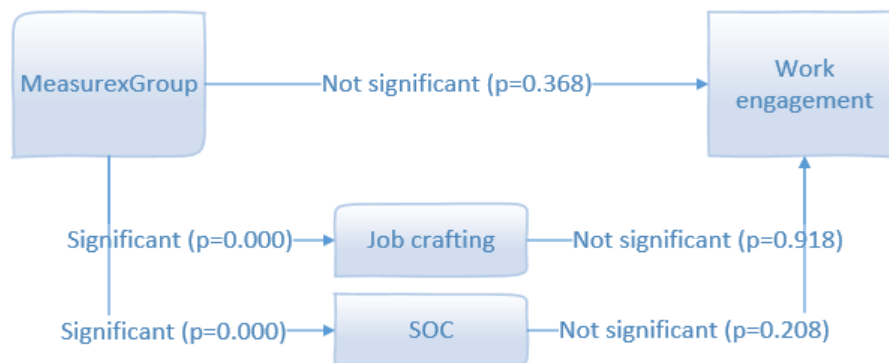 MeasurexGroup
Not significant (p=0.368)
Work
engagement
Significant (p=0.000)
Job crafting
Not significant (p=0.918)
Significant (p=0.000)
SOC
Not significant (p=0.208)